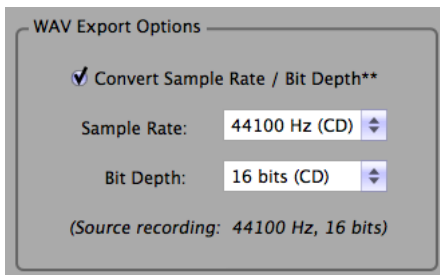 WAV Export Options
Convert Sample Rate / Bit Depth**
Sample Rate: 44100 Hz (CD)
Bit Depth: 16 bits (CD)
(Source recording: 44100 Hz, 16 bits)